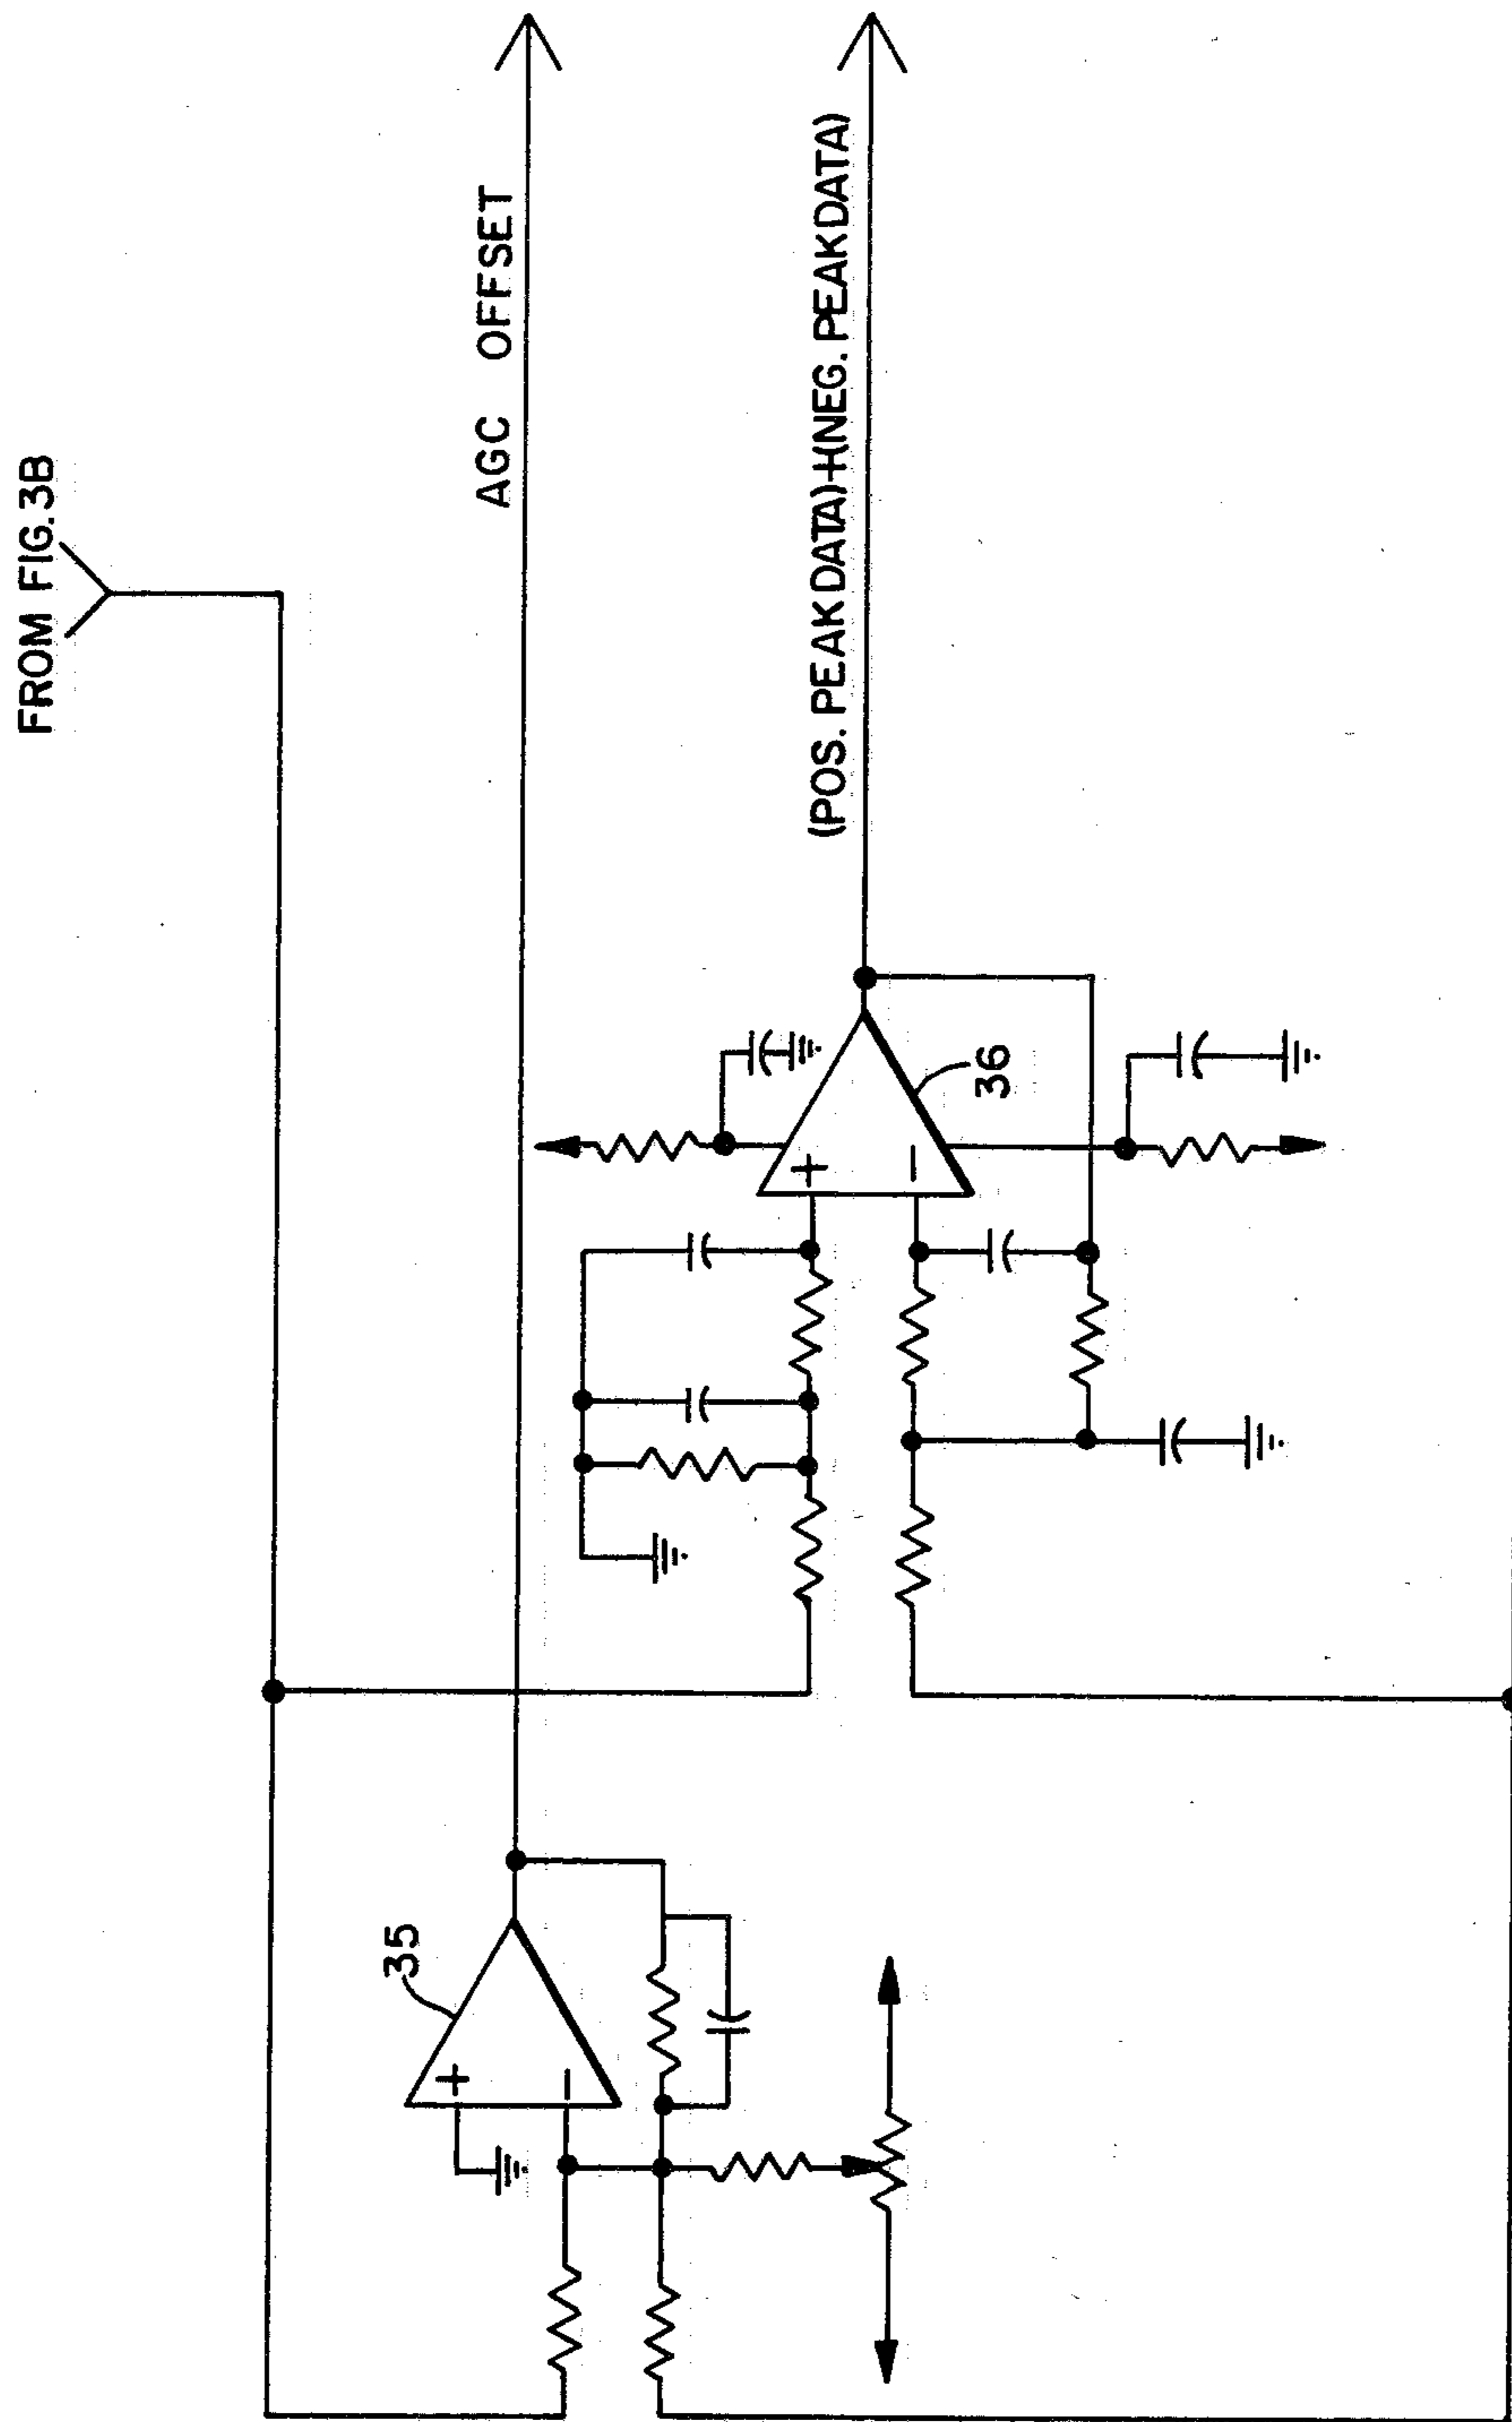 FROM FIG. 3B
AGC OFFSET
(POS. PEAK DATA)-(NEG. PEAK DATA)
+
−
36
35
+
−